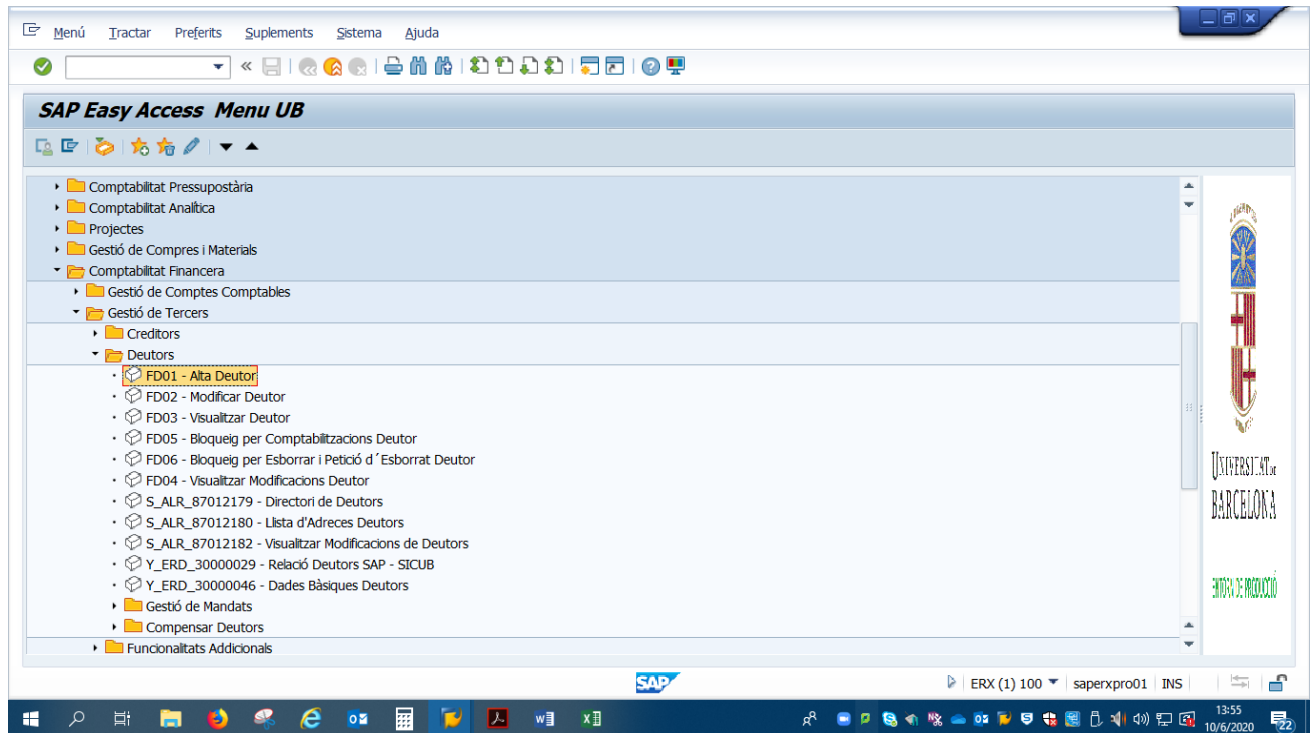 Menú Tractar Preferits Suplements Sistema Ajuda
SAP Easy Access Menu UB
Comptabilitat Pressupostària
Comptabilitat Analítica
Projectes
Gestió de Compres i Materials
Comptabilitat Financera
Gestió de Comptes Comptables
Gestió de Tercers
Creditors
Deutors
FD01 - Alta Deutor
FD02 - Modificar Deutor
FD03 - Visualitzar Deutor
FD05 - Bloqueig per Comptabilitzacions Deutor
FD06 - Bloqueig per Esborrar i Petició d´Esborrat Deutor
FD04 - Visualitzar Modificacions Deutor
S_ALR_87012179 - Directori de Deutors
S_ALR_87012180 - Llista d'Adreces Deutors
S_ALR_87012182 - Visualitzar Modificacions de Deutors
Y_ERD_30000029 - Relació Deutors SAP - SICUB
Y_ERD_30000046 - Dades Bàsiques Deutors
Gestió de Mandats
Compensar Deutors
Funcionalitats Addicionals
UNIVERSITAT DE
BARCELONA
ENTORN DE PRODUCCIÓ
SAP
ERX (1) 100 saperxpro01 INS
13:55
10/6/2020
22